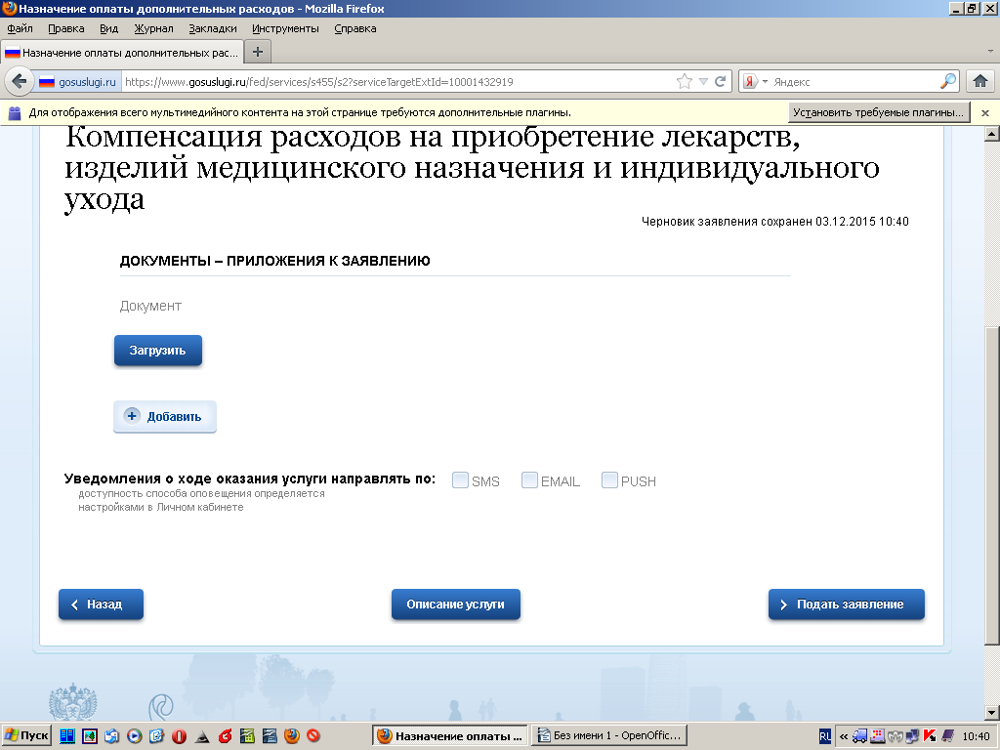 Назначение оплаты дополнительных расходов - Mozilla Firefox
Файл Правка Вид Журнал Закладки Инструменты Справка
Назначение оплаты дополнительных рас...
gosuslugi.ru https://www.gosuslugi.ru/fed/services/s455/s2?serviceTargetExtId=10001432919 Яндекс
Для отображения всего мультимедийного контента на этой странице требуются дополнительные плагины. Установить требуемые плагины...
Компенсация расходов на приобретение лекарств,
изделий медицинского назначения и индивидуального
ухода
Черновик заявления сохранен 03.12.2015 10:40
ДОКУМЕНТЫ – ПРИЛОЖЕНИЯ К ЗАЯВЛЕНИЮ
Документ
Загрузить
Добавить
Уведомления о ходе оказания услуги направлять по: SMS EMAIL PUSH
доступность способа оповещения определяется
настройками в Личном кабинете
Назад Описание услуги Подать заявление
Пуск Назначение оплаты ... Без имени 1 - OpenOffic... RL 10:40